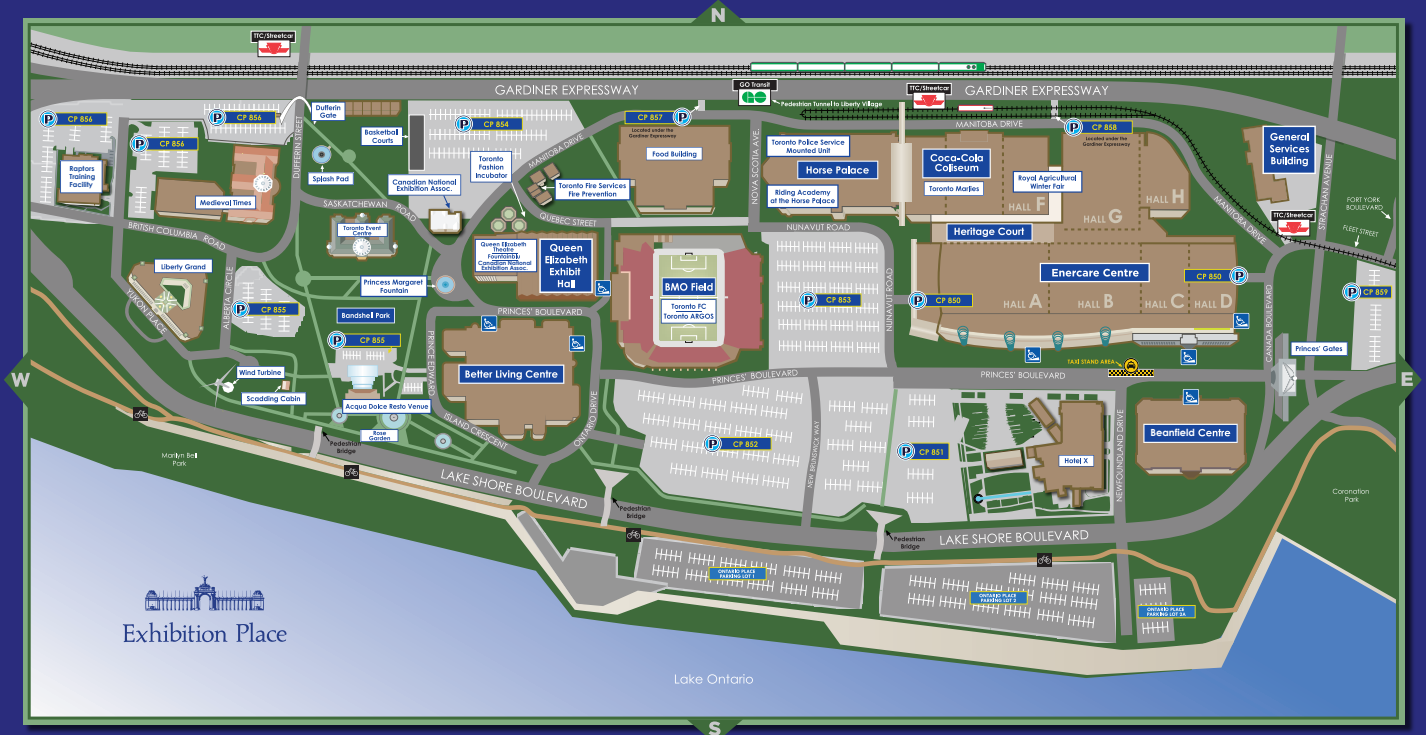 N
TTC/Streetcar
GARDINER EXPRESSWAY
GO Transit
GO
Pedestrian Tunnel to Liberty Village
TTC/Streetcar
GARDINER EXPRESSWAY
P CP 856
P CP 856
P CP 856
Dufferin
Gate
DUFFERIN STREET
Basketball
Courts
P CP 854
MANITOBA DRIVE
CP 857 P
Located under the
Gardiner Expressway
Food Building
NOVA SCOTIA AVE.
MANITOBA DRIVE
P CP 858
Located under the
Gardiner Expressway
General
Services
Building
STRACHAN AVENUE
Raptors
Training
Facility
Splash Pad
Medieval Times
Canadian National
Exhibition Assoc.
Toronto
Fashion
Incubator
Toronto Fire Services
Fire Prevention
Toronto Police Service
Mounted Unit
Horse Palace
Riding Academy
at the Horse Palace
Coca-Cola
Coliseum
Toronto Marlies
Royal Agricultural
Winter Fair
HALL F
HALL G
HALL H
MANITOBA DRIVE
TTC/Streetcar
FORT YORK
BOULEVARD
FLEET STREET
BRITISH COLUMBIA ROAD
SASKATCHEWAN ROAD
Toronto Event
Centre
QUEBEC STREET
Queen Elizabeth
Theatre
Fountainblu
Canadian National
Exhibition Assoc.
Queen
Elizabeth
Exhibit
Hall
NUNAVUT ROAD
Heritage Court
Enercare Centre
CP 850 P
Liberty Grand
YUKON PLACE
ALBERTA CIRCLE
P CP 855
Princess Margaret
Fountain
Bandshell Park
P CP 855
PRINCES' BOULEVARD
PRINCE EDWARD
ISLAND CRESCENT
BMO Field
Toronto FC
Toronto ARGOS
P CP 853
NUNAVUT ROAD
P CP 850
HALL A
HALL B
HALL C
HALL D
CANADA BOULEVARD
P CP 859
Princes' Gates
TAXI STAND AREA
W
E
Wind Turbine
Scadding Cabin
Acqua Dolce Resto Venue
Rose
Garden
Better Living Centre
ONTARIO DRIVE
PRINCES' BOULEVARD
PRINCES' BOULEVARD
P CP 852
NEW BRUNSWICK WAY
P CP 851
Hotel X
NEWFOUNDLAND DRIVE
Beanfield Centre
Marilyn Bell
Park
Pedestrian
Bridge
LAKE SHORE BOULEVARD
Pedestrian
Bridge
Pedestrian
Bridge
LAKE SHORE BOULEVARD
Coronation
Park
ONTARIO PLACE
PARKING LOT 1
ONTARIO PLACE
PARKING LOT 2
ONTARIO PLACE
PARKING LOT 2A
Exhibition Place
Lake Ontario
S